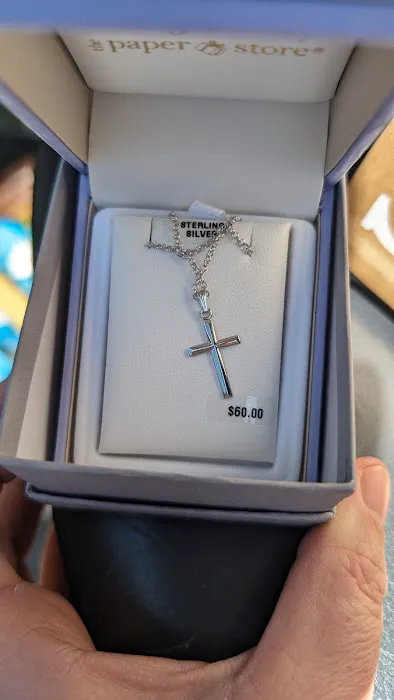 the paper store®
STERLING
SILVER
$60.00